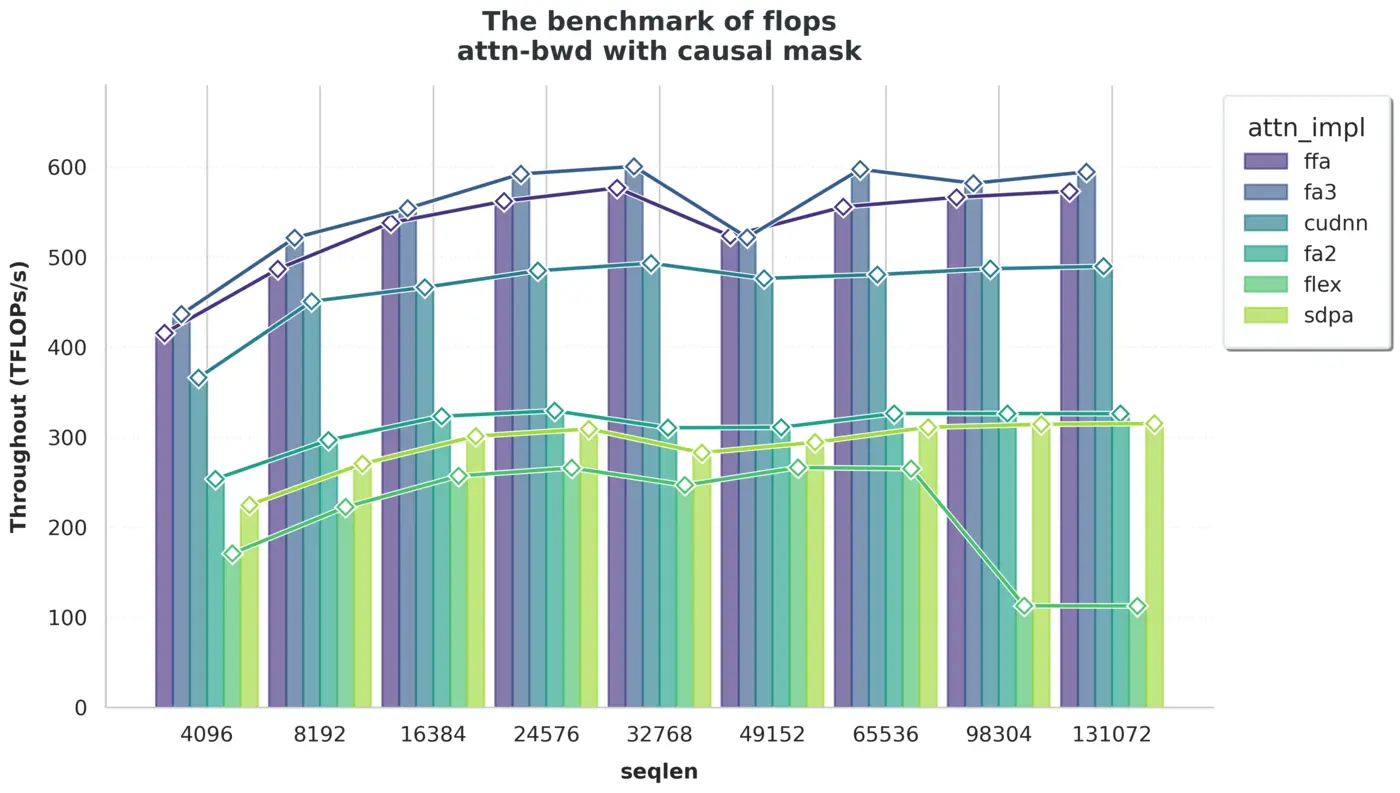 The benchmark of flops
attn-bwd with causal mask
Throughout (TFLOPs/s)
600
500
400
300
200
100
0
4096 8192 16384 24576 32768 49152 65536 98304 131072
seqlen
attn_impl
ffa
fa3
cudnn
fa2
flex
sdpa